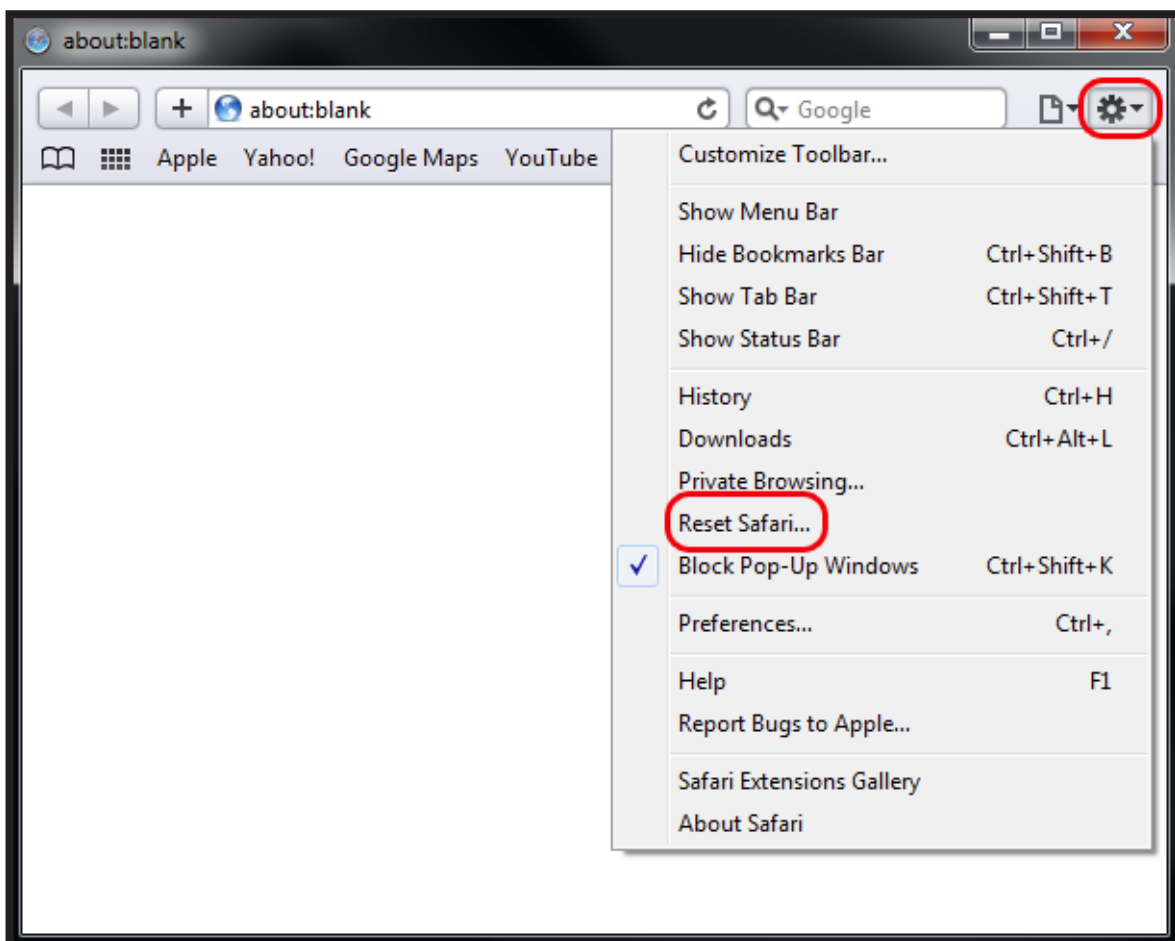 about:blank
about:blank Google
Apple Yahoo! Google Maps YouTube
Customize Toolbar...
Show Menu Bar
Hide Bookmarks Bar Ctrl+Shift+B
Show Tab Bar Ctrl+Shift+T
Show Status Bar Ctrl+/
History Ctrl+H
Downloads Ctrl+Alt+L
Private Browsing...
Reset Safari...
Block Pop-Up Windows Ctrl+Shift+K
Preferences... Ctrl+,
Help F1
Report Bugs to Apple...
Safari Extensions Gallery
About Safari